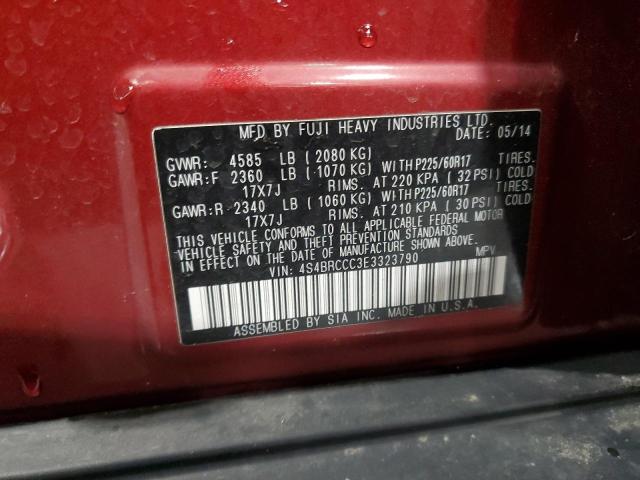 MFD BY FUJI HEAVY INDUSTRIES LTD.
DATE: 05/14
GVWR: 4585 LB ( 2080 KG)
GAWR:F 2360 LB ( 1070 KG) WITH P225/60R17 TIRES.
17X7J RIMS. AT 220 KPA ( 32 PSI) COLD
GAWR:R 2340 LB ( 1060 KG) WITH P225/60R17 TIRES.
17X7J RIMS. AT 210 KPA ( 30 PSI) COLD
THIS VEHICLE CONFORMS TO ALL APPLICABLE FEDERAL MOTOR
VEHICLE SAFETY AND THEFT PREVENTION STANDARDS
IN EFFECT ON THE DATE OF MANUFACTURE SHOWN ABOVE.
VIN: 4S4BRCCC3E3323790 MPV
ASSEMBLED BY SIA INC. MADE IN U.S.A.